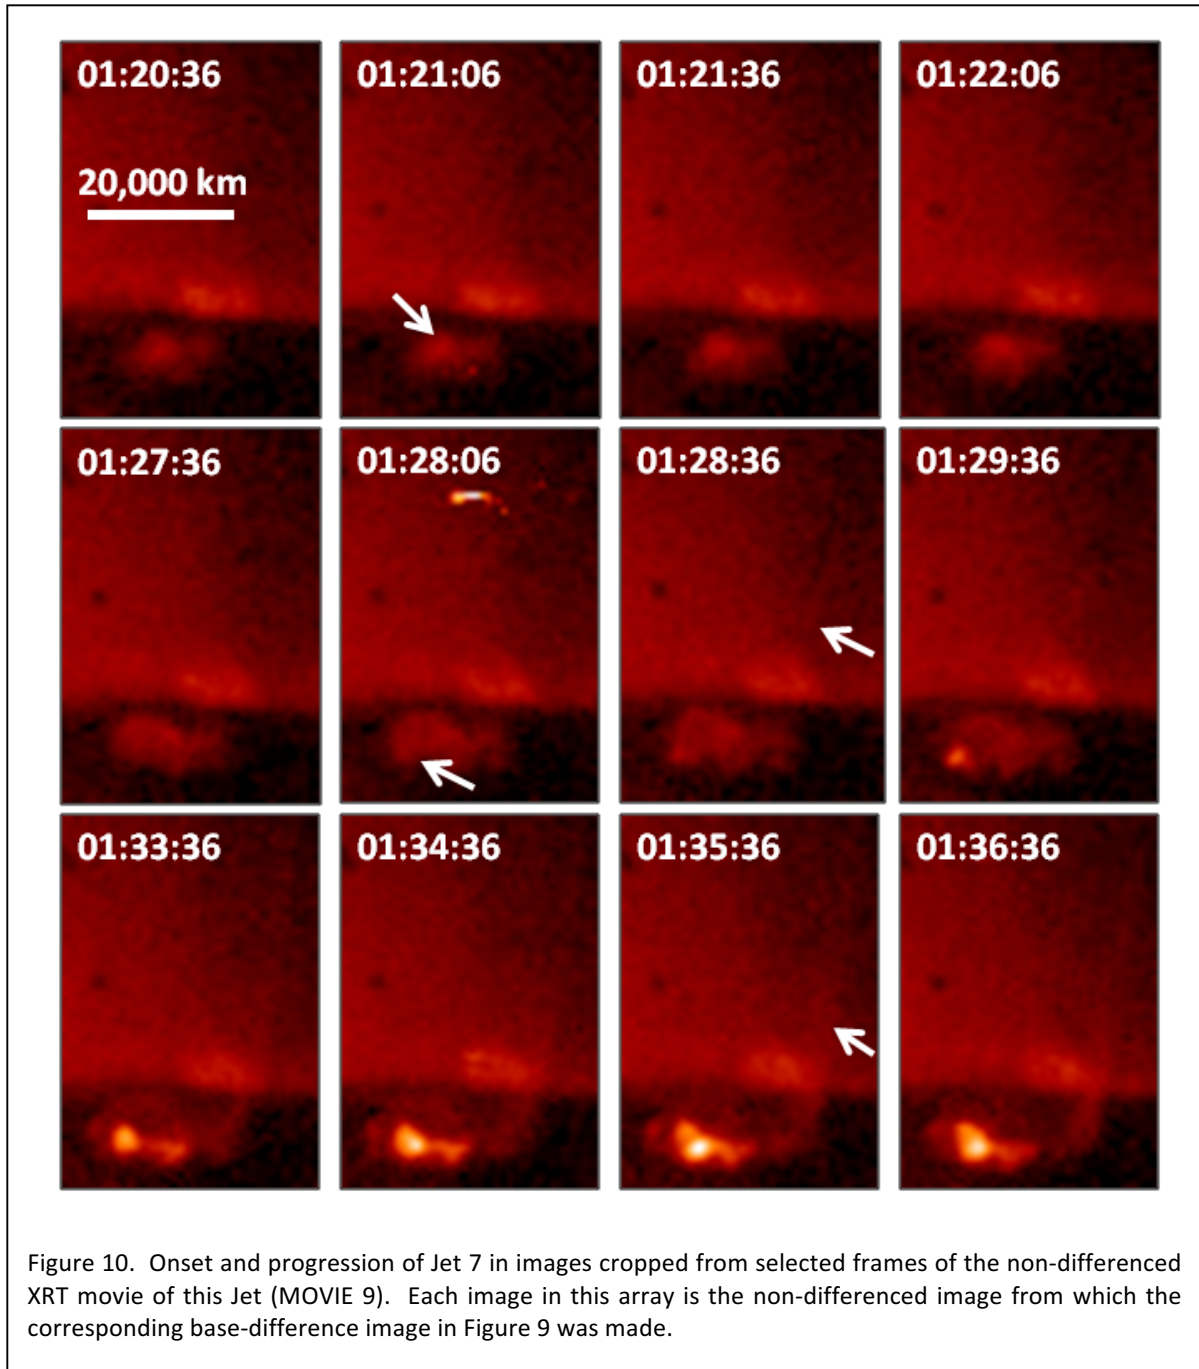 01:20:36 01:21:06 01:21:36 01:22:06
20,000 km
01:27:36 01:28:06 01:28:36 01:29:36
01:33:36 01:34:36 01:35:36 01:36:36
Figure 10. Onset and progression of Jet 7 in images cropped from selected frames of the non-differenced
XRT movie of this Jet (MOVIE 9). Each image in this array is the non-differenced image from which the
corresponding base-difference image in Figure 9 was made.